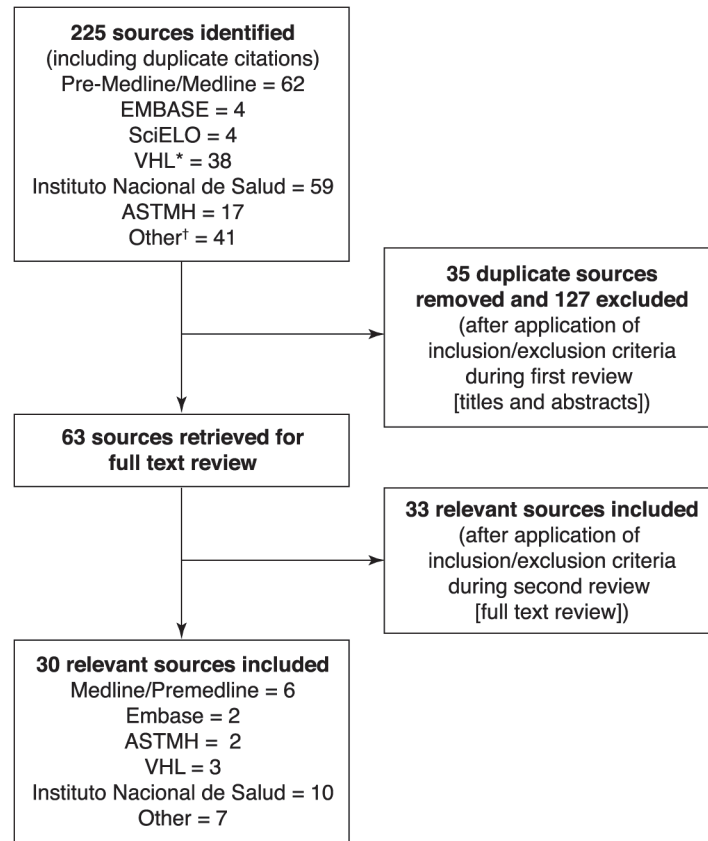 225 sources identified
(including duplicate citations)
Pre-Medline/Medline = 62
EMBASE = 4
SciELO = 4
VHL* = 38
Instituto Nacional de Salud = 59
ASTMH = 17
Other† = 41
35 duplicate sources
removed and 127 excluded
(after application of
inclusion/exclusion criteria
during first review
[titles and abstracts])
63 sources retrieved for
full text review
33 relevant sources included
(after application of
inclusion/exclusion criteria
during second review
[full text review])
30 relevant sources included
Medline/Premedline = 6
Embase = 2
ASTMH = 2
VHL = 3
Instituto Nacional de Salud = 10
Other = 7